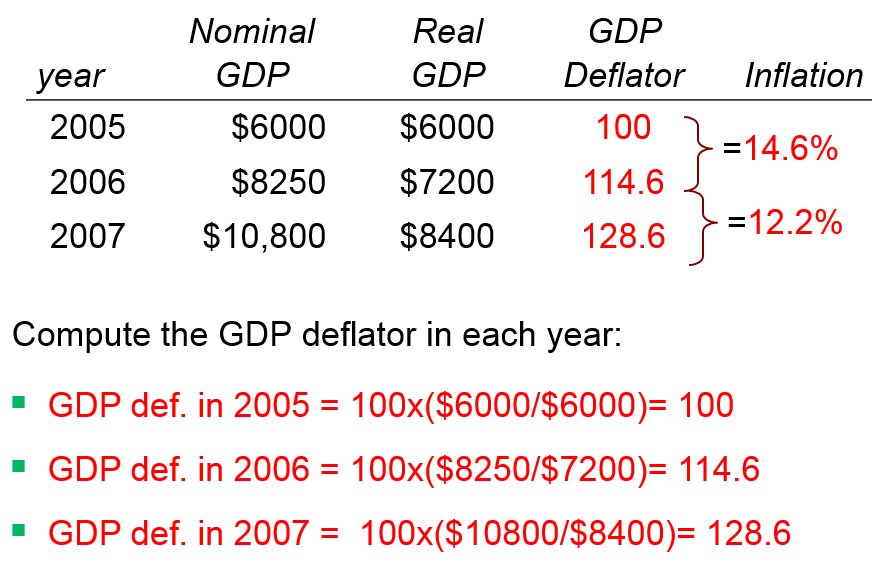 Nominal Real GDP
year GDP GDP Deflator Inflation
2005 $6000 $6000 100
=14.6%
2006 $8250 $7200 114.6
=12.2%
2007 $10,800 $8400 128.6
Compute the GDP deflator in each year:
GDP def. in 2005 = 100x($6000/$6000)= 100
GDP def. in 2006 = 100x($8250/$7200)= 114.6
GDP def. in 2007 = 100x($10800/$8400)= 128.6